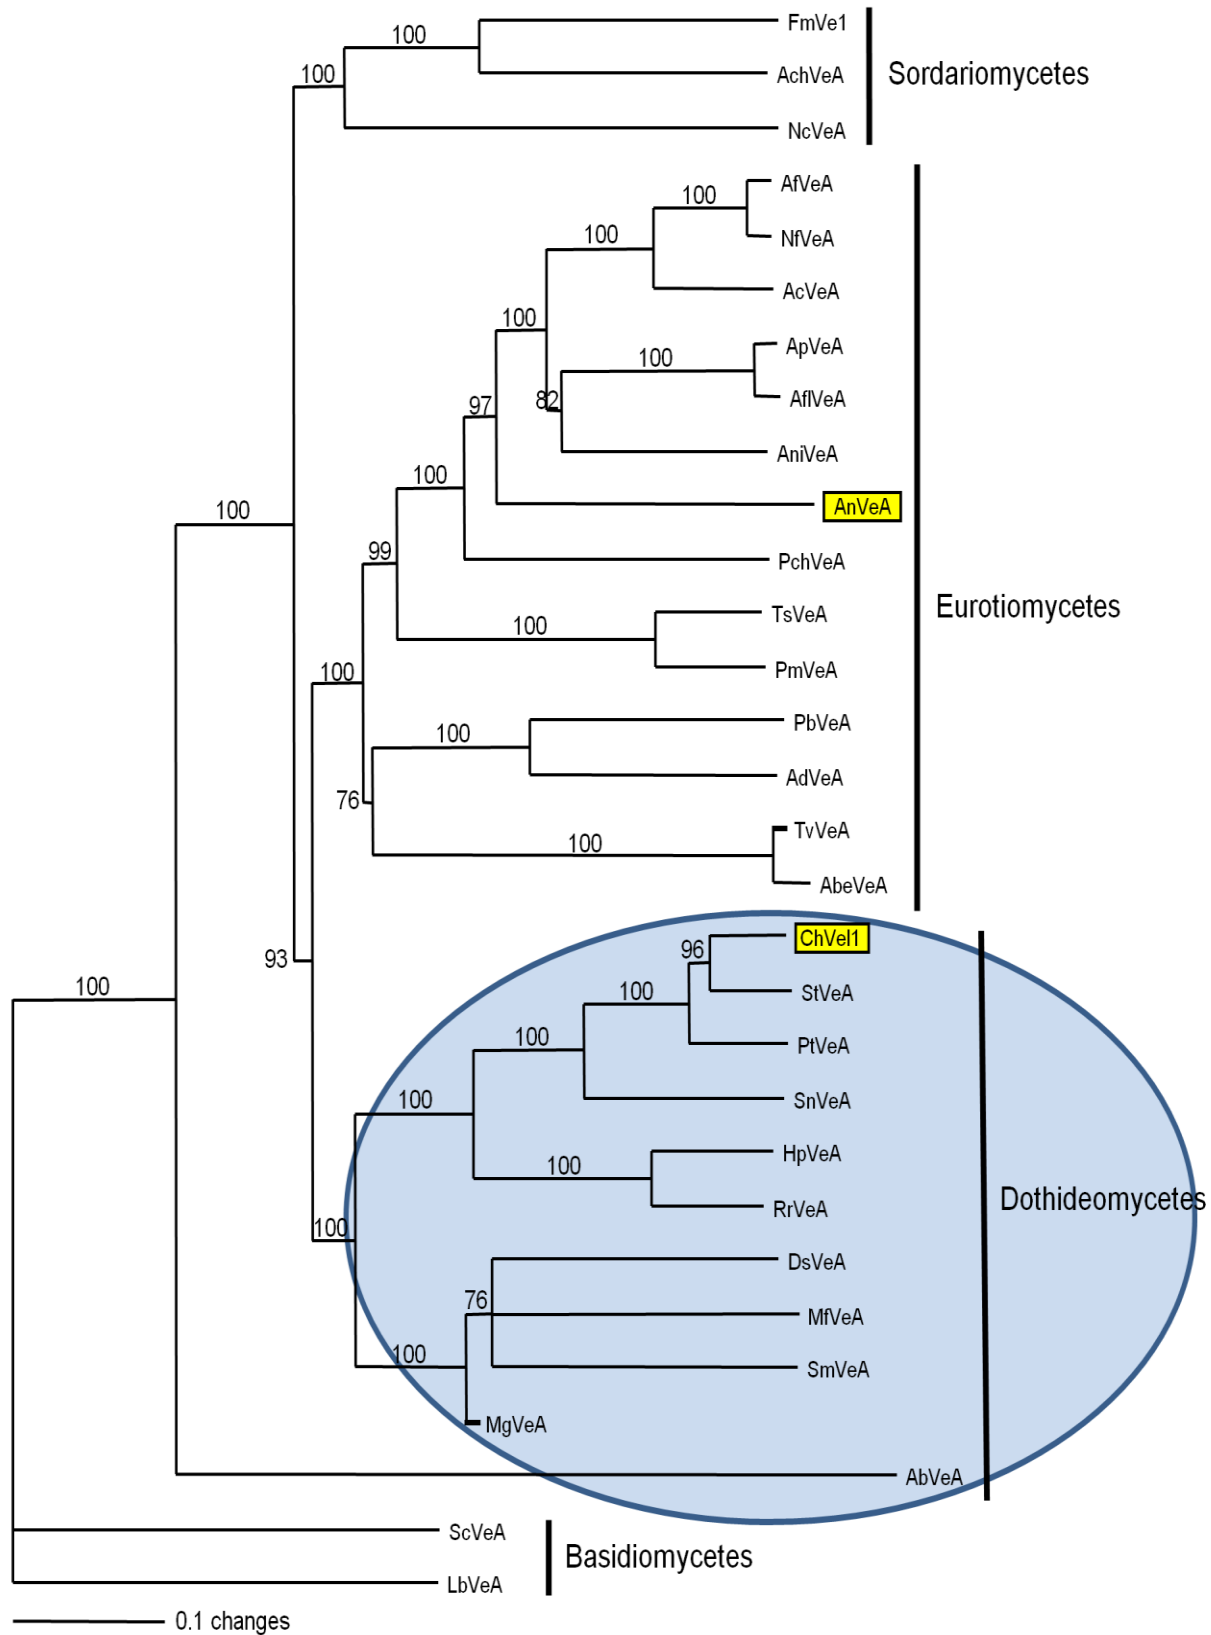 FmVe1
100
AchVeA
Sordariomycetes
100
NcVeA
AfVeA
100
NfVeA
100
AcVeA
100
ApVeA
100
AflVeA
97
82
AniVeA
100
AnVeA
100
99
PchVeA
Eurotiomycetes
TsVeA
100
PmVeA
100
PbVeA
100
AdVeA
76
TvVeA
100
AbeVeA
ChVel1
96
93
StVeA
100
100
PtVeA
100
SnVeA
100
HpVeA
100
Dothideomycetes
RrVeA
100
DsVeA
76
MfVeA
100
SmVeA
MgVeA
AbVeA
ScVeA
Basidiomycetes
LbVeA
0.1 changes